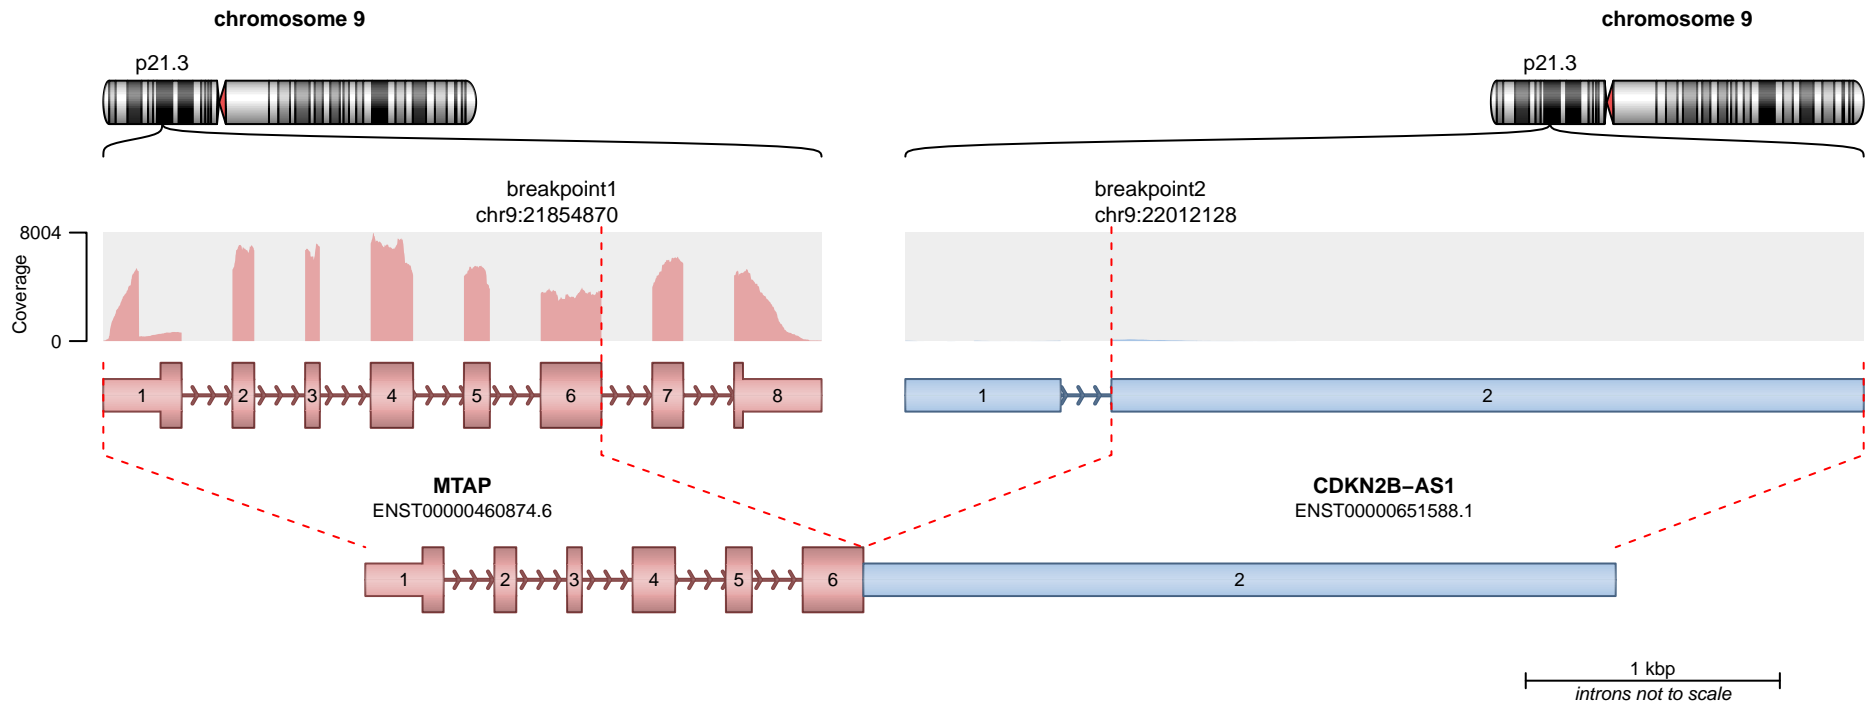 chromosome 9
chromosome 9
p21.3
p21.3
breakpoint1
chr9:21854870
breakpoint2
chr9:22012128
8004
Coverage
0
1 2 3 4 5 6 7 8
1 2
MTAP
ENST00000460874.6
CDKN2B−AS1
ENST00000651588.1
1 2 3 4 5 6 2
1 kbp
introns not to scale